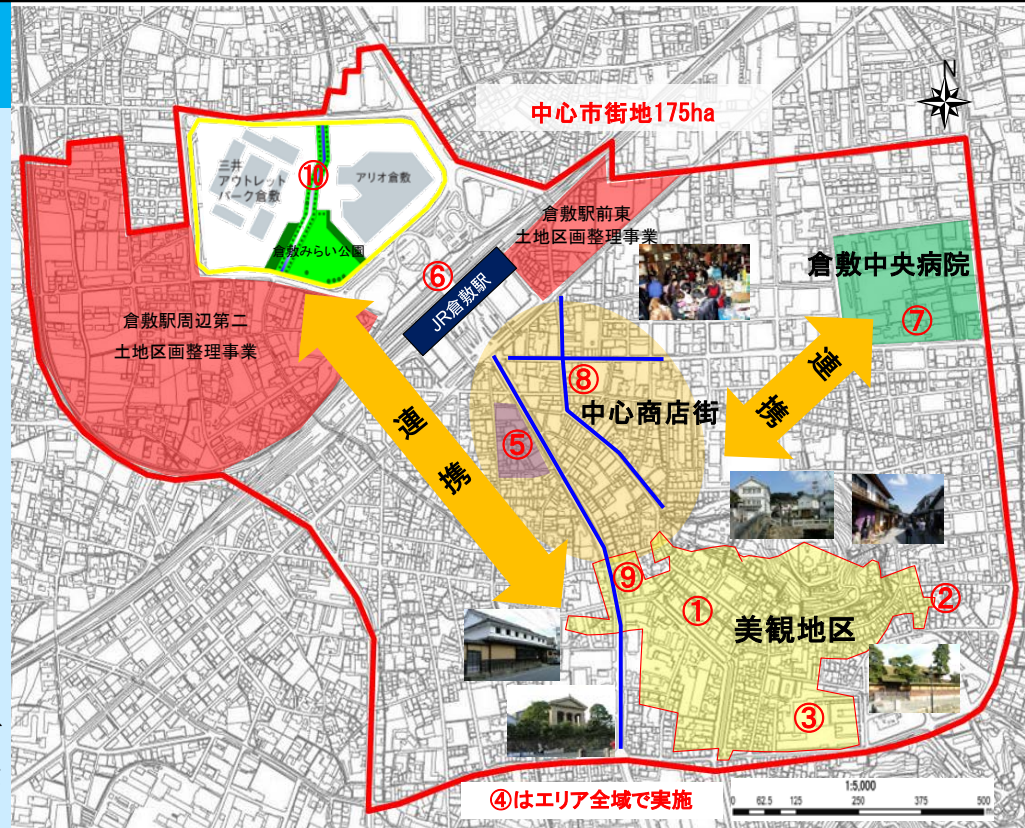 中心市街地175ha
N
三井
アウトレット
パーク倉敷
⑩
アリオ倉敷
倉敷みらい公園
倉敷駅前東
土地区画整理事業
倉敷中央病院
⑦
⑥
JR倉敷駅
倉敷駅周辺第二
土地区画整理事業
連携
連携
⑧
中心商店街
⑤
⑨
①
②
美観地区
③
④はエリア全域で実施
1:5,000
0 62.5 125 250 375 500